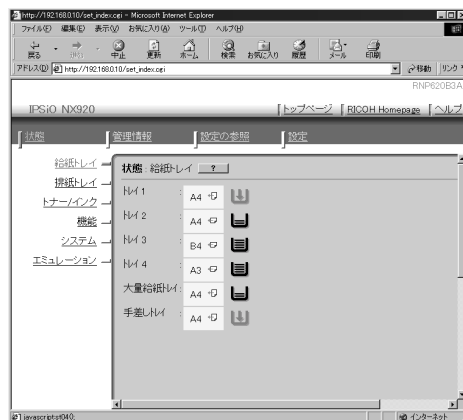 http://192.168.0.10/set_index.cgi - Microsoft Internet Explorer
ファイル(F) 編集(E) 表示(V) お気に入り(A) ツール(T) ヘルプ(H)
戻る 中止 更新 ホーム 検索 お気に入り 履歴 メール 印刷
アドレス(D) http://192.168.0.10/set_index.cgi 移動 リンク
RNP620B3A
IPSiO NX920 [トップページ [RICOH Homepage [ヘルプ
状態 管理情報 設定の参照 設定
給紙トレイ
排紙トレイ
トナー/インク
機能
システム
エミュレーション
状態 : 給紙トレイ ?
トレイ 1 : A4
トレイ 2 : A4
トレイ 3 : B4
トレイ 4 : A3
大量給紙トレイ : A4
手差しトレイ : A4
インターネット